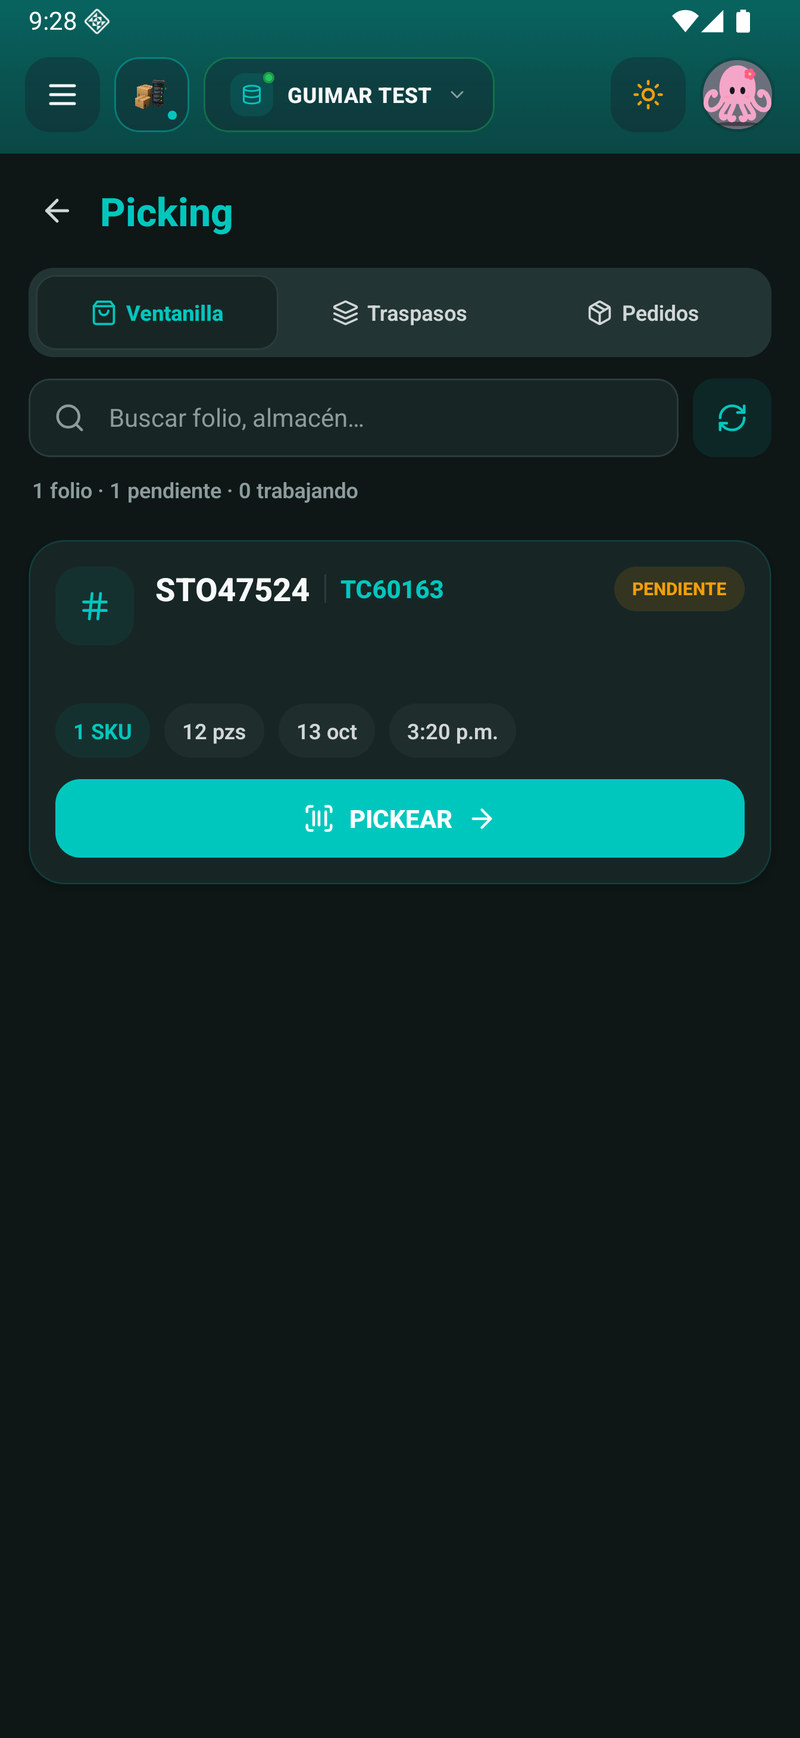 9:28
GUIMAR TEST
Picking
Ventanilla Traspasos Pedidos
Buscar folio, almacén...
1 folio · 1 pendiente · 0 trabajando
STO47524 TC60163 PENDIENTE
1 SKU 12 pzs 13 oct 3:20 p.m.
PICKEAR